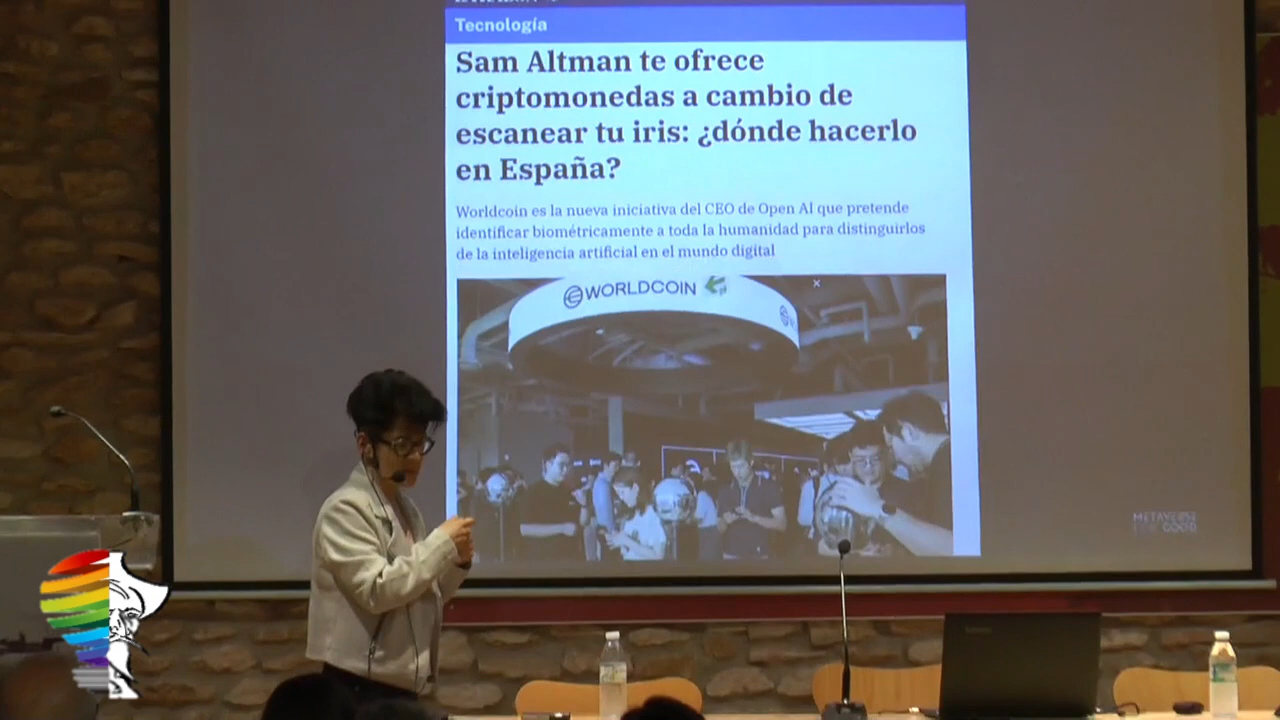 Tecnología
Sam Altman te ofrece
criptomonedas a cambio de
escanear tu iris: ¿dónde hacerlo
en España?
Worldcoin es la nueva iniciativa del CEO de Open AI que pretende
identificar biométricamente a toda la humanidad para distinguirlos
de la inteligencia artificial en el mundo digital
WORLDCOIN
METAVERSE
GOOD